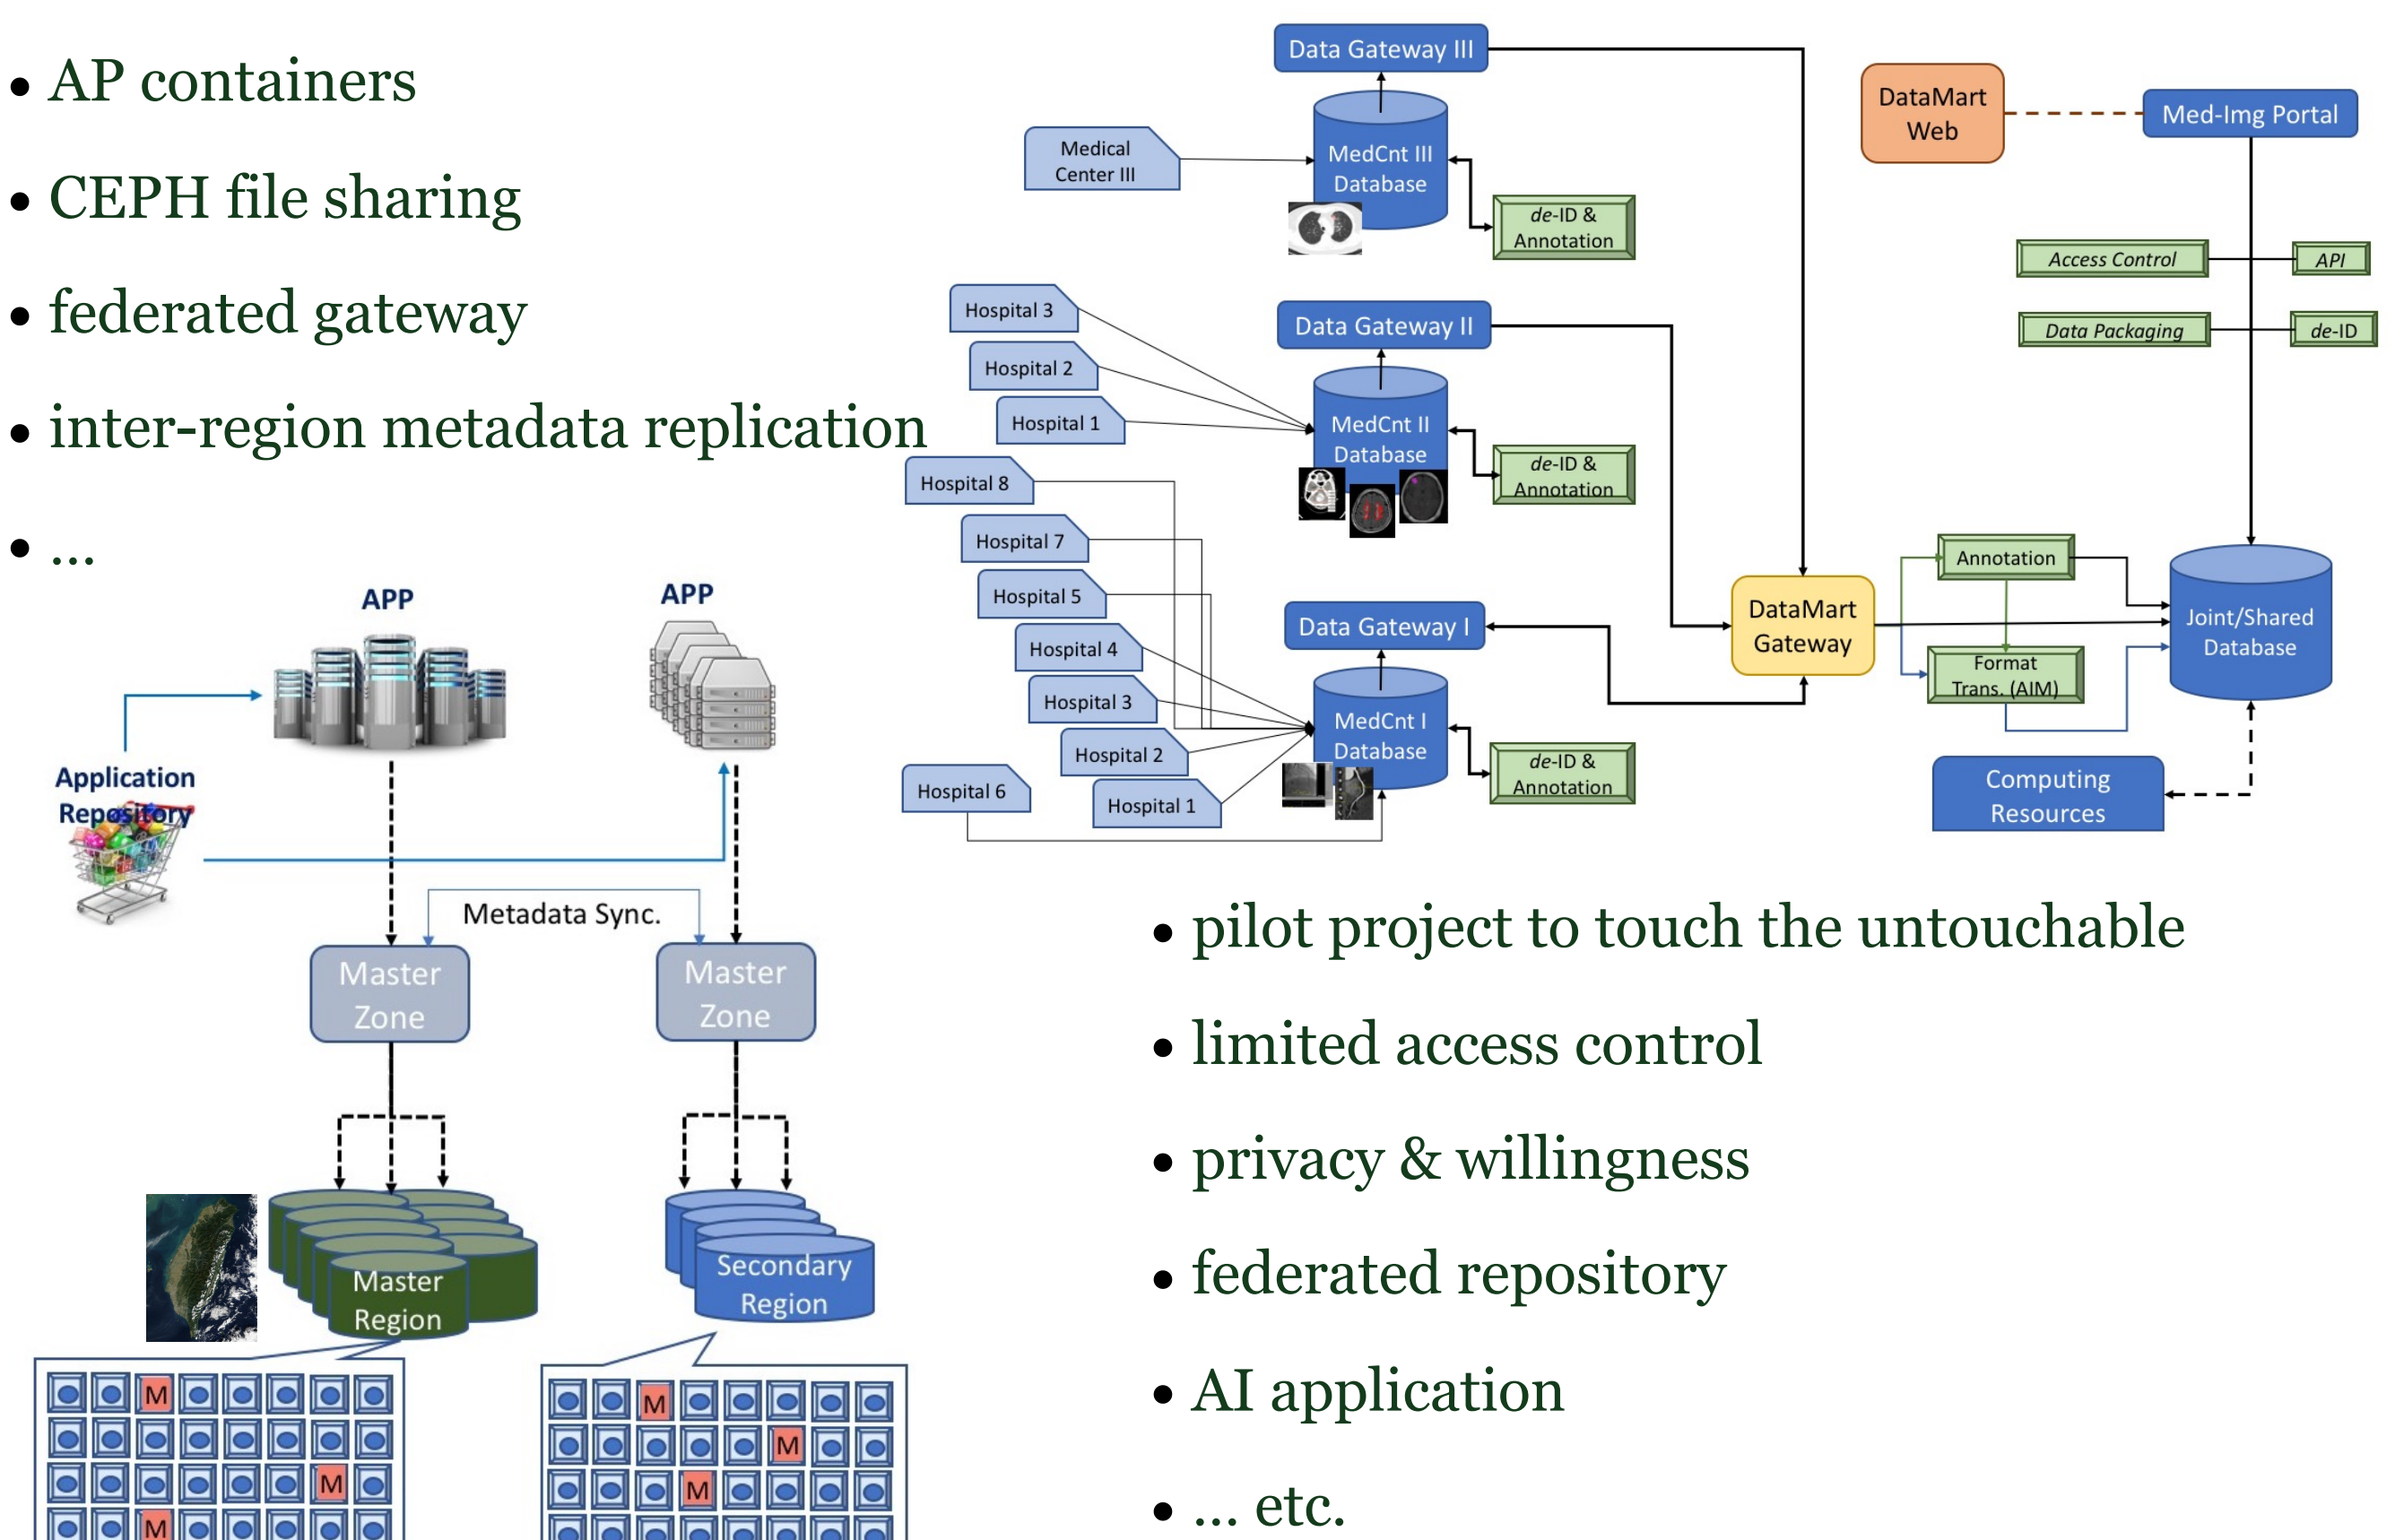 • AP containers
• CEPH file sharing
• federated gateway
• inter-region metadata replication
• ...
APP
APP
Application
Repository
Metadata Sync.
Master
Zone
Master
Zone
Master
Region
Secondary
Region
M
M
M
M
M
M
Data Gateway III
Medical
Center III
MedCnt III
Database
de-ID &
Annotation
Hospital 3
Hospital 2
Hospital 1
Data Gateway II
MedCnt II
Database
de-ID &
Annotation
Hospital 8
Hospital 7
Hospital 5
Hospital 4
Hospital 3
Hospital 2
Hospital 6
Hospital 1
Data Gateway I
MedCnt I
Database
de-ID &
Annotation
DataMart
Web
Med-Img Portal
Access Control
API
Data Packaging
de-ID
DataMart
Gateway
Annotation
Format
Trans. (AIM)
Joint/Shared
Database
Computing
Resources
• pilot project to touch the untouchable
• limited access control
• privacy & willingness
• federated repository
• AI application
• ... etc.